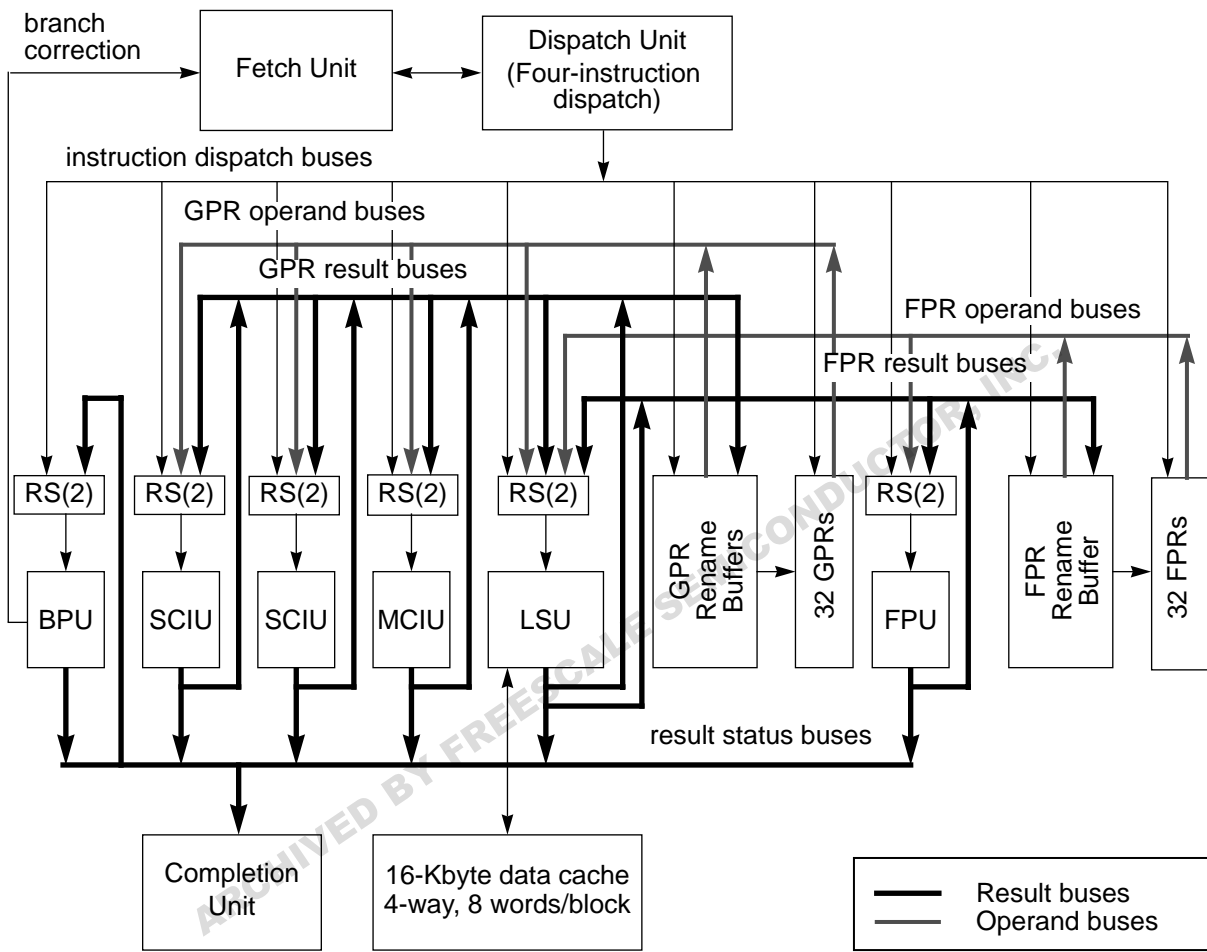 branch
correction
Fetch Unit
Dispatch Unit
(Four-instruction
dispatch)
instruction dispatch buses
GPR operand buses
GPR result buses
FPR operand buses
FPR result buses
RS(2)
RS(2)
RS(2)
RS(2)
RS(2)
GPR
Rename
Buffers
32 GPRs
RS(2)
FPR
Rename
Buffer
32 FPRs
BPU
SCIU
SCIU
MCIU
LSU
FPU
result status buses
Completion
Unit
16-Kbyte data cache
4-way, 8 words/block
Result buses
Operand buses
ARCHIVED BY FREESCALE SEMICONDUCTOR, INC.